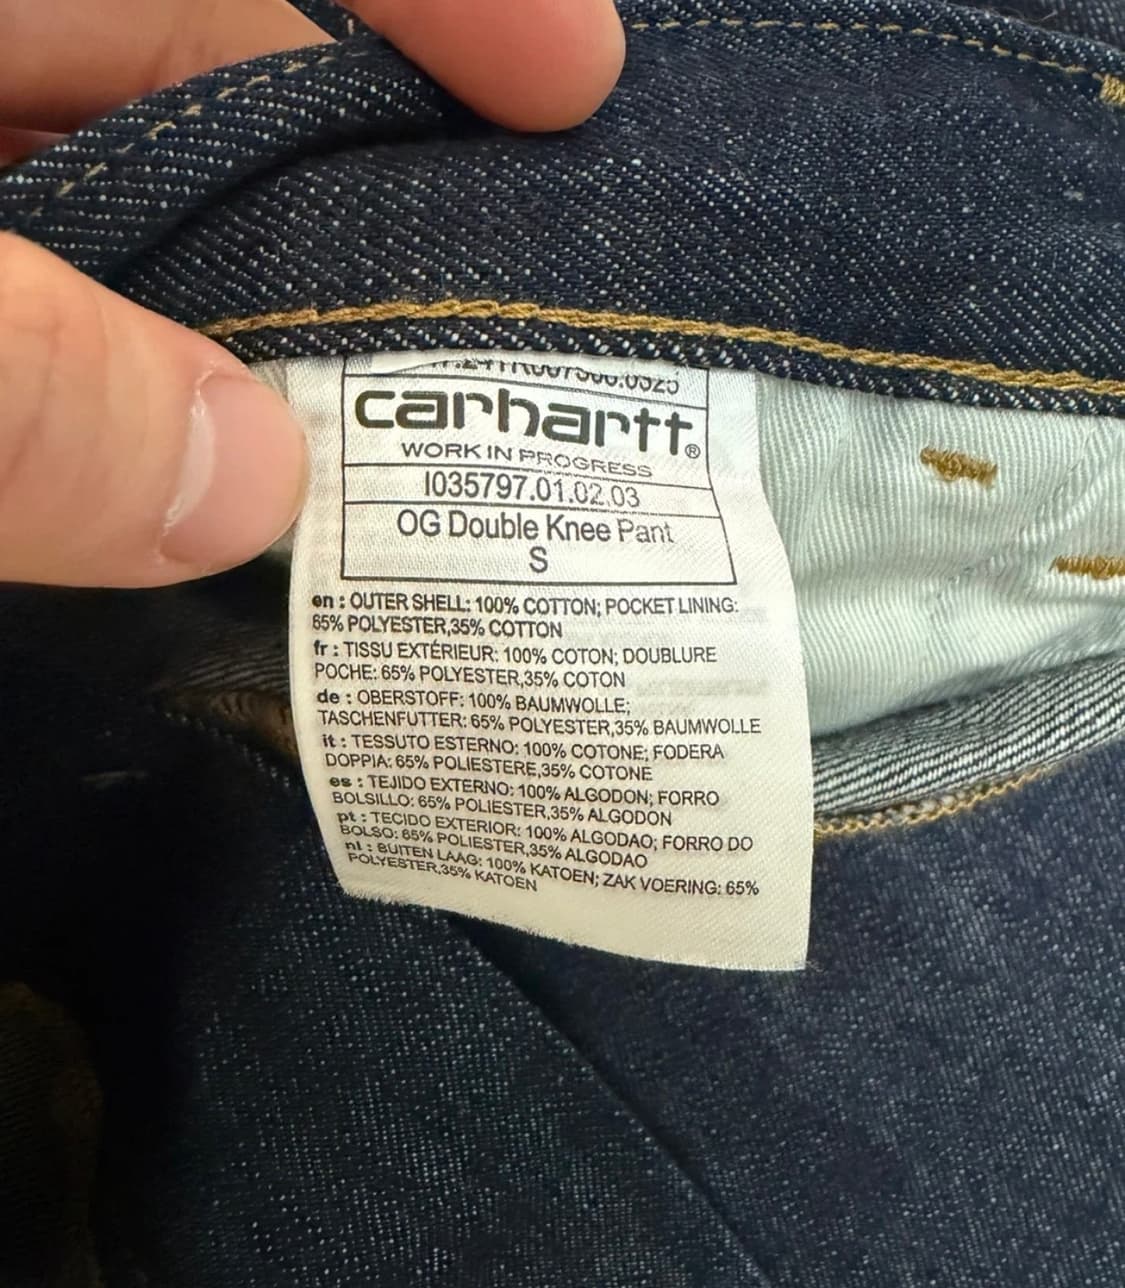 carhartt®
WORK IN PROGRESS
I035797.01.02.03
OG Double Knee Pant
S
en : OUTER SHELL: 100% COTTON; POCKET LINING:
65% POLYESTER,35% COTTON
fr : TISSU EXTÉRIEUR: 100% COTON; DOUBLURE
POCHE: 65% POLYESTER,35% COTON
de : OBERSTOFF: 100% BAUMWOLLE;
TASCHENFUTTER: 65% POLYESTER,35% BAUMWOLLE
it : TESSUTO ESTERNO: 100% COTONE; FODERA
DOPPIA: 65% POLIESTERE,35% COTONE
es : TEJIDO EXTERNO: 100% ALGODON; FORRO
BOLSILLO: 65% POLIESTER,35% ALGODON
pt : TECIDO EXTERIOR: 100% ALGODAO; FORRO DO
BOLSO: 65% POLIESTER,35% ALGODAO
nl : BUITEN LAAG: 100% KATOEN; ZAK VOERING: 65%
POLYESTER,35% KATOEN